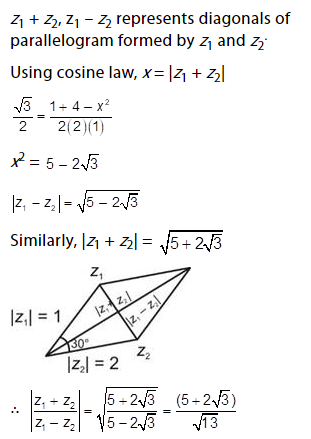 z₁ + z₂, z₁ − z₂ represents diagonals of
parallelogram formed by z₁ and z₂.
Using cosine law, x = |z₁ + z₂|
√3/2 = (1 + 4 − x²)/(2(2)(1))
x² = 5 − 2√3
|z₁ − z₂| = √(5 − 2√3)
Similarly, |z₁ + z₂| = √(5 + 2√3)
z₁
|z₁ + z₂|
|z₁ − z₂|
|z₁| = 1
30°
z₂
|z₂| = 2
∴ |(z₁ + z₂)/(z₁ − z₂)| = √((5 + 2√3)/(5 − 2√3)) = (5 + 2√3)/√13